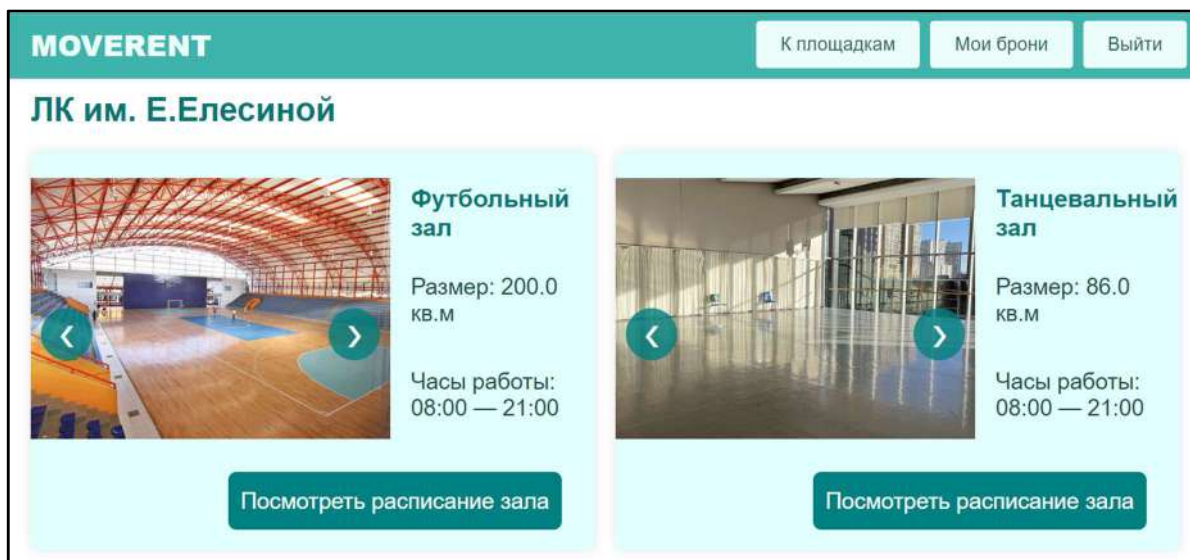 MOVERENT
К площадкам
Мои брони
Выйти
ЛК им. Е.Елесиной
Футбольный
зал
Размер: 200.0
кв.м
Часы работы:
08:00 — 21:00
Посмотреть расписание зала
Танцевальный
зал
Размер: 86.0
кв.м
Часы работы:
08:00 — 21:00
Посмотреть расписание зала